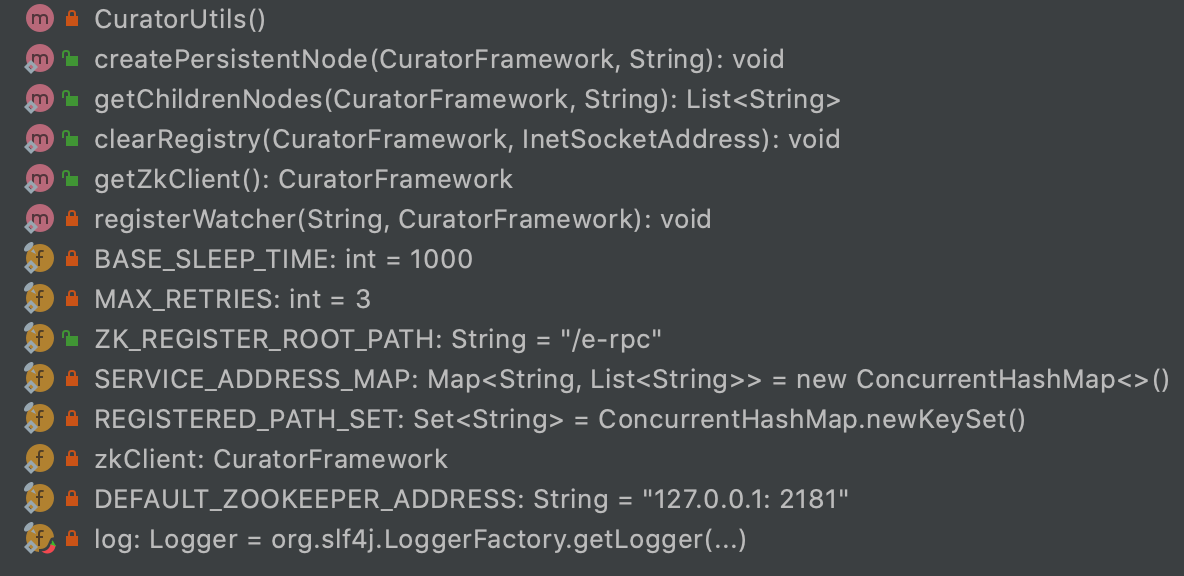 CuratorUtils()
createPersistentNode(CuratorFramework, String): void
getChildrenNodes(CuratorFramework, String): List<String>
clearRegistry(CuratorFramework, InetSocketAddress): void
getZkClient(): CuratorFramework
registerWatcher(String, CuratorFramework): void
BASE_SLEEP_TIME: int = 1000
MAX_RETRIES: int = 3
ZK_REGISTER_ROOT_PATH: String = "/e-rpc"
SERVICE_ADDRESS_MAP: Map<String, List<String>> = new ConcurrentHashMap<>()
REGISTERED_PATH_SET: Set<String> = ConcurrentHashMap.newKeySet()
zkClient: CuratorFramework
DEFAULT_ZOOKEEPER_ADDRESS: String = "127.0.0.1: 2181"
log: Logger = org.slf4j.LoggerFactory.getLogger(...)